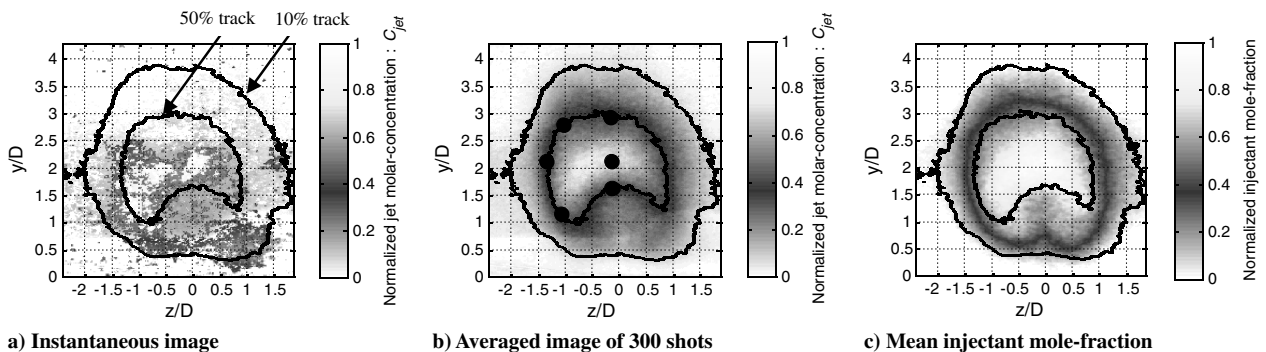 50% track
10% track
y/D
4
3.5
3
2.5
2
1.5
1
0.5
0
-2 -1.5 -1 -0.5 0 0.5 1 1.5
z/D
1
0.8
0.6
0.4
0.2
0
Normalized jet molar-concentration : C_jet
a) Instantaneous image
y/D
4
3.5
3
2.5
2
1.5
1
0.5
0
-2 -1.5 -1 -0.5 0 0.5 1 1.5
z/D
1
0.8
0.6
0.4
0.2
0
Normalized jet molar-concentration : C_jet
b) Averaged image of 300 shots
y/D
4
3.5
3
2.5
2
1.5
1
0.5
0
-2 -1.5 -1 -0.5 0 0.5 1 1.5
z/D
1
0.8
0.6
0.4
0.2
0
Normalized injectant mole-fraction
c) Mean injectant mole-fraction